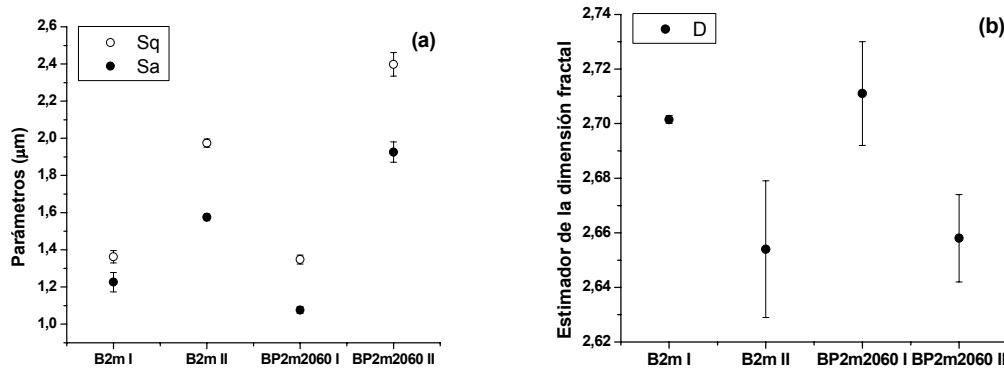 (a)
Sq
Sa
Parámetros (μm)
2,6
2,4
2,2
2,0
1,8
1,6
1,4
1,2
1,0
B2m I
B2m II
BP2m2060 I
BP2m2060 II
(b)
D
Estimador de la dimensión fractal
2,74
2,72
2,70
2,68
2,66
2,64
2,62
B2m I
B2m II
BP2m2060 I
BP2m2060 II